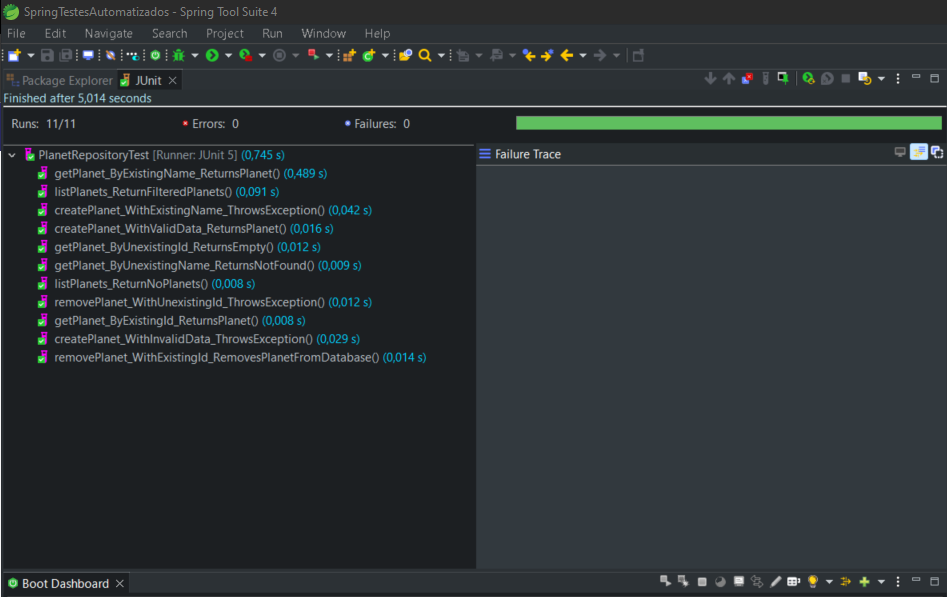 SpringTestesAutomatizados - Spring Tool Suite 4
File Edit Navigate Search Project Run Window Help
Package Explorer JUnit
Finished after 5,014 seconds
Runs: 11/11 Errors: 0 Failures: 0
PlanetRepositoryTest [Runner: JUnit 5] (0,745 s)
getPlanet_ByExistingName_ReturnsPlanet() (0,489 s)
listPlanets_ReturnFilteredPlanets() (0,091 s)
createPlanet_WithExistingName_ThrowsException() (0,042 s)
createPlanet_WithValidData_ReturnsPlanet() (0,016 s)
getPlanet_ByUnexistingId_ReturnsEmpty() (0,012 s)
getPlanet_ByUnexistingName_ReturnsNotFound() (0,009 s)
listPlanets_ReturnNoPlanets() (0,008 s)
removePlanet_WithUnexistingId_ThrowsException() (0,012 s)
getPlanet_ByExistingId_ReturnsPlanet() (0,008 s)
createPlanet_WithInvalidData_ThrowsException() (0,029 s)
removePlanet_WithExistingId_RemovesPlanetFromDatabase() (0,014 s)
Failure Trace
Boot Dashboard